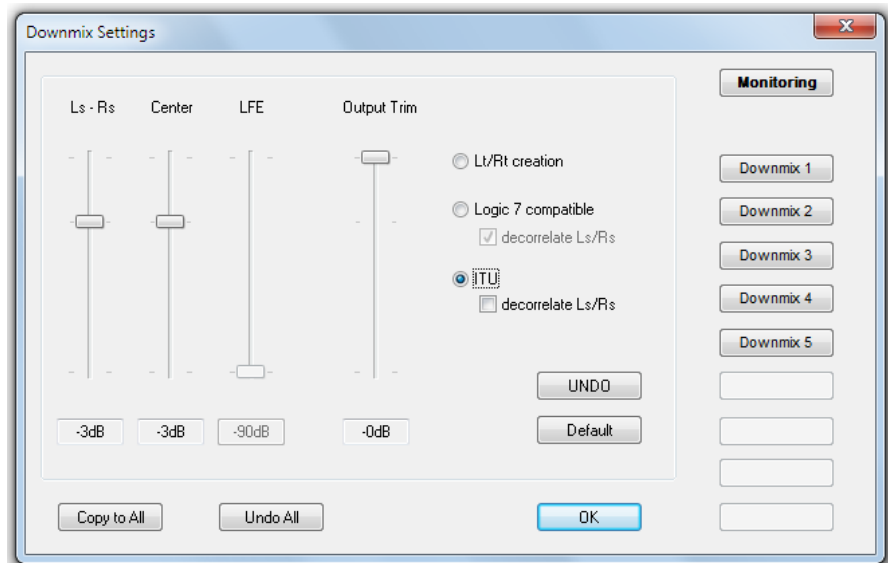 Downmix Settings
Monitoring
Ls - Rs Center LFE Output Trim
Lt/Rt creation
Logic 7 compatible
decorrelate Ls/Rs
ITU
decorrelate Ls/Rs
-3dB -3dB -90dB -0dB
UNDO
Default
Copy to All Undo All OK
Downmix 1
Downmix 2
Downmix 3
Downmix 4
Downmix 5